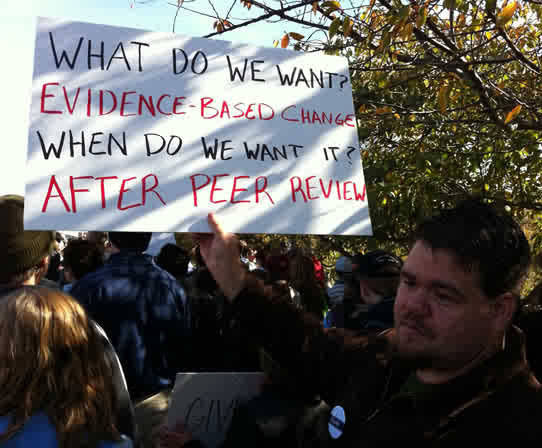 WHAT DO WE WANT?
EVIDENCE-BASED CHANGE
WHEN DO WE WANT IT?
AFTER PEER REVIEW